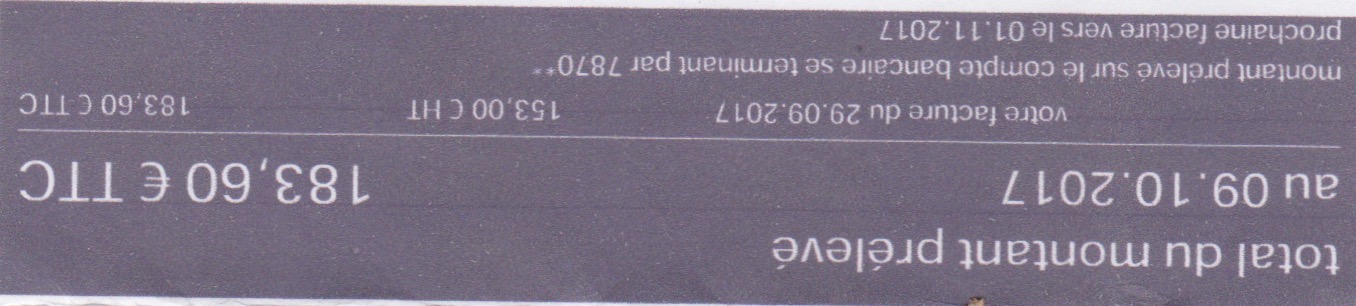 total du montant prélevé
au 09.10.2017 183,60 € TTC
votre facture du 29.09.2017 153,00 € HT 183,60 € TTC
montant prélevé sur le compte bancaire se terminant par 7870**
prochaine facture vers le 01.11.2017